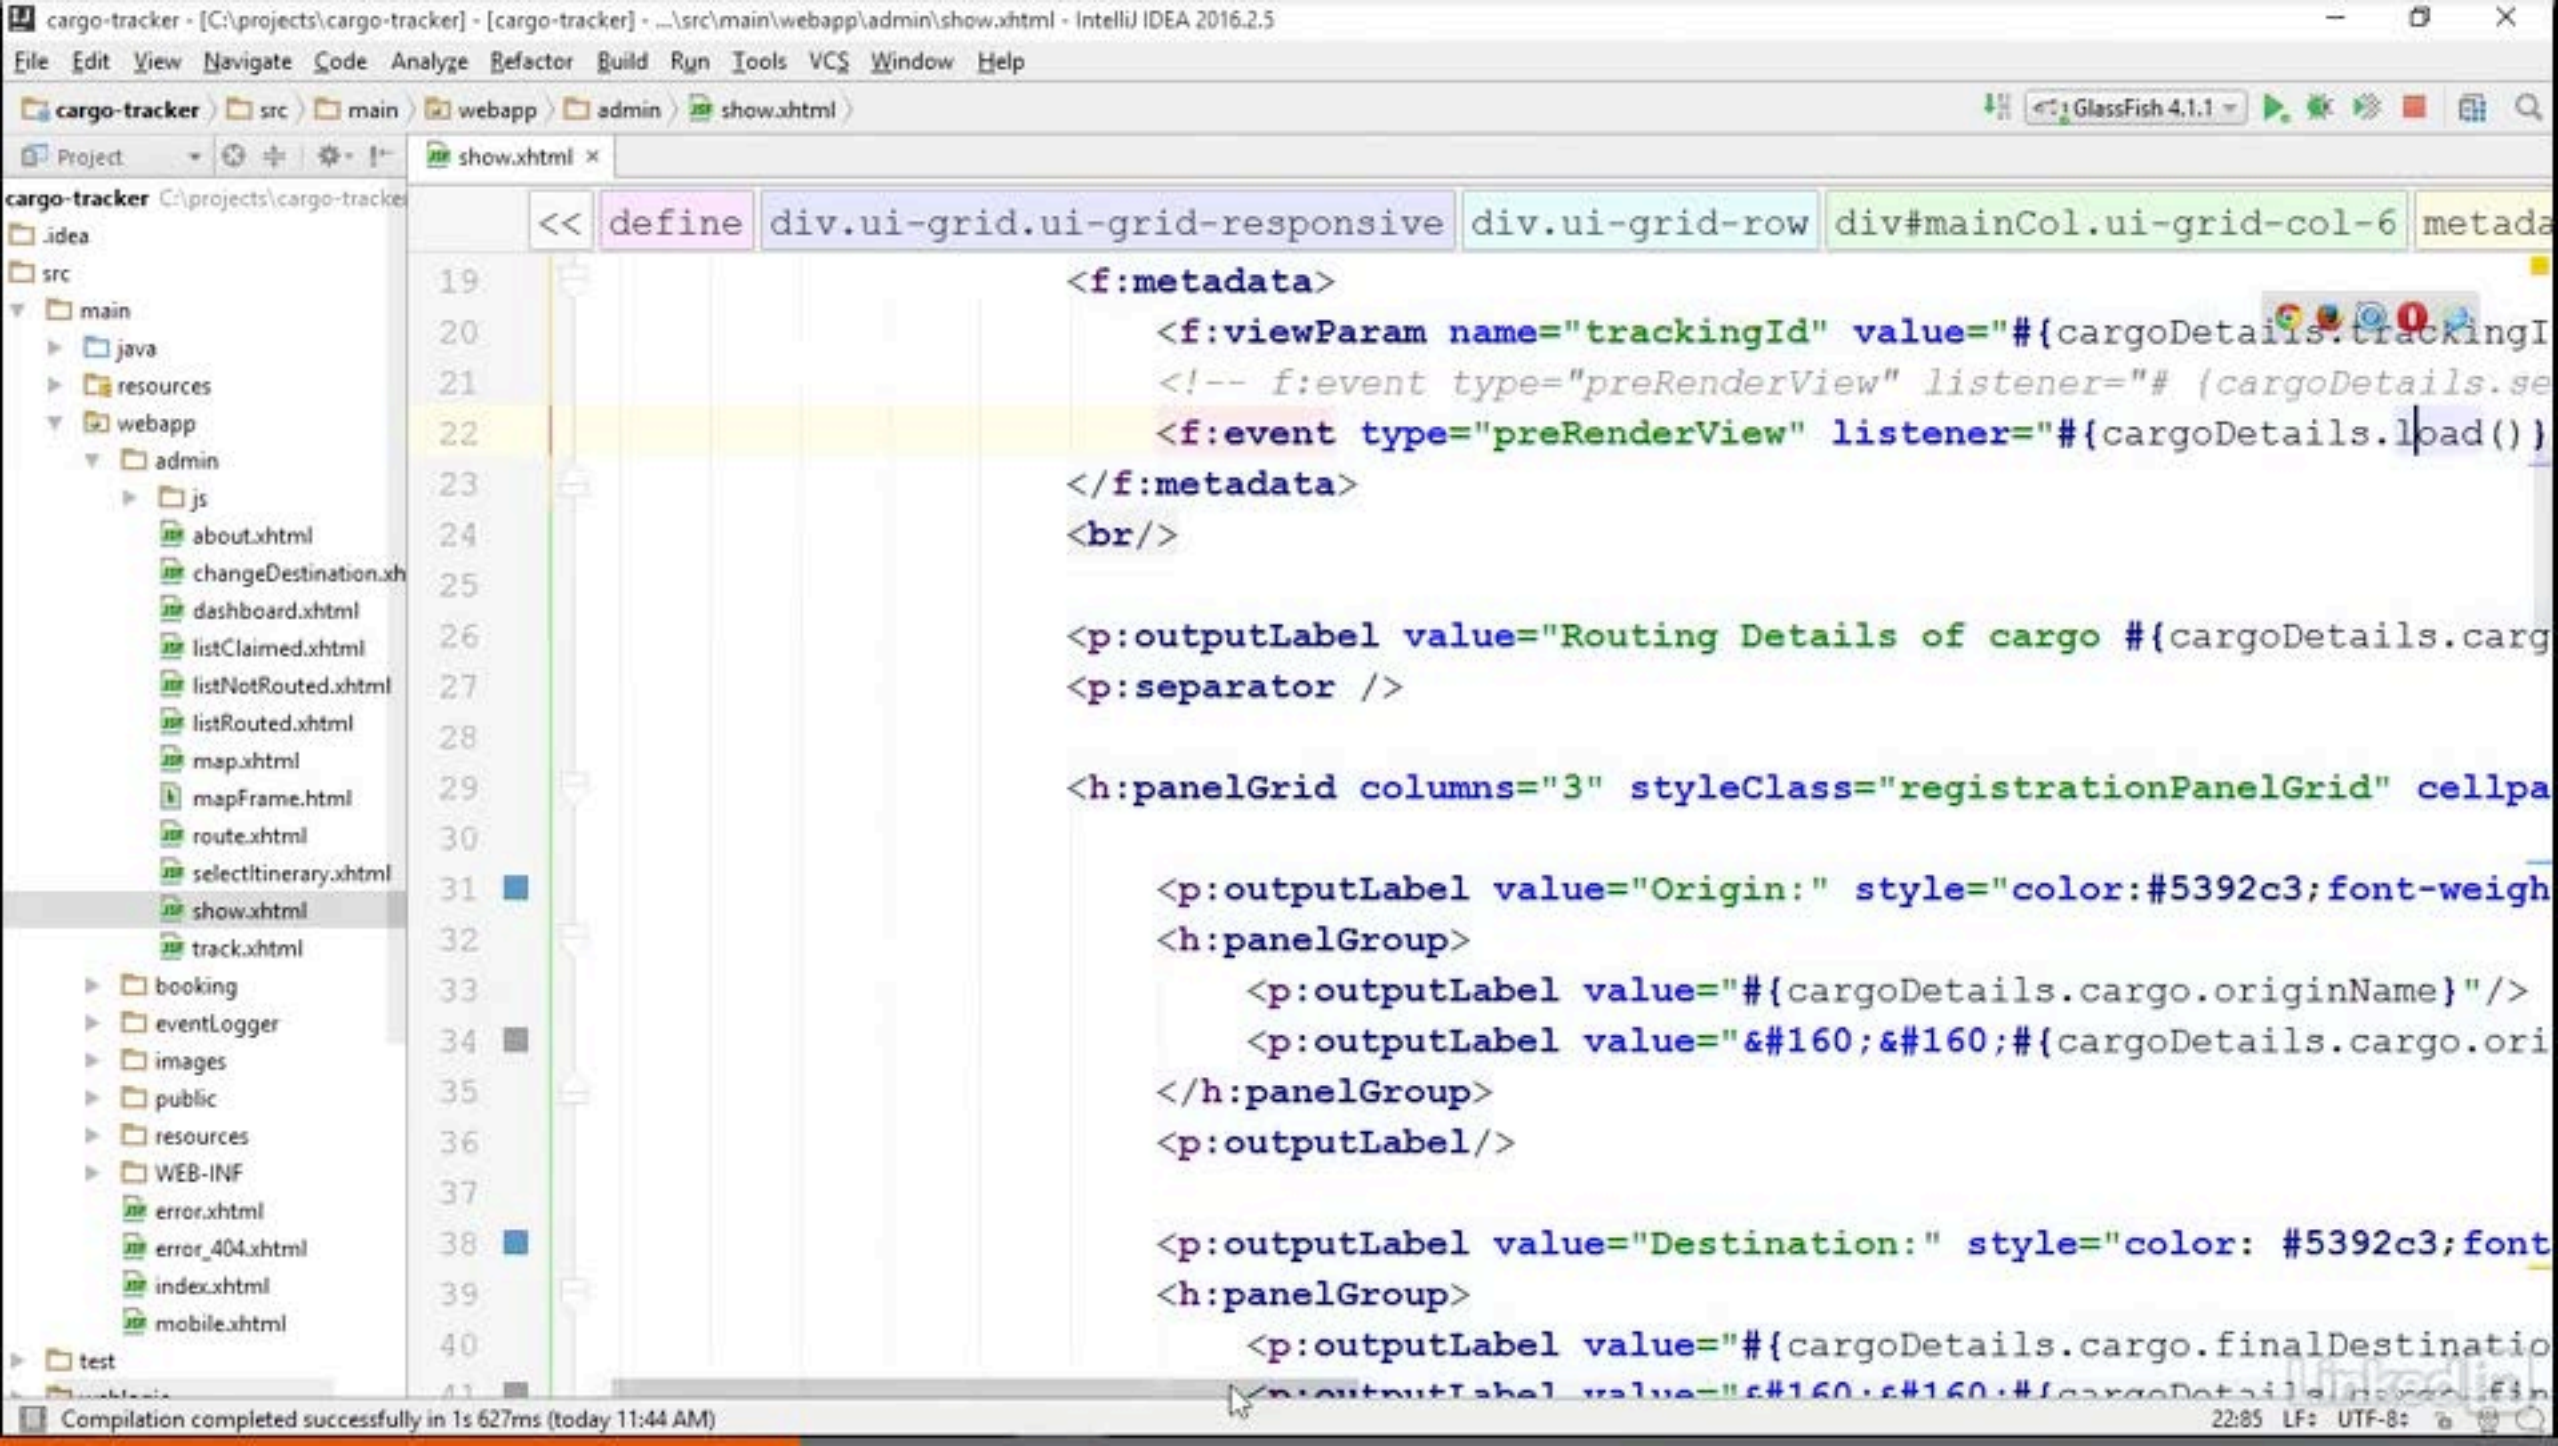 cargo-tracker - [C:\projects\cargo-tracker] - [cargo-tracker] - ...\src\main\webapp\admin\show.xhtml - IntelliJ IDEA 2016.2.5
File Edit View Navigate Code Analyze Refactor Build Run Tools VCS Window Help
cargo-tracker src main webapp admin show.xhtml GlassFish 4.1.1
Project show.xhtml
cargo-tracker C:\projects\cargo-tracke
<< define div.ui-grid.ui-grid-responsive div.ui-grid-row div#mainCol.ui-grid-col-6 metada
.idea
src
main
java
resources
webapp
admin
js
about.xhtml
changeDestination.xh
dashboard.xhtml
listClaimed.xhtml
listNotRouted.xhtml
listRouted.xhtml
map.xhtml
mapFrame.html
route.xhtml
selectItinerary.xhtml
show.xhtml
track.xhtml
booking
eventLogger
images
public
resources
WEB-INF
error.xhtml
error_404.xhtml
index.xhtml
mobile.xhtml
test
19 <f:metadata>
20 <f:viewParam name="trackingId" value="#{cargoDetails.trackingI
21 <!-- f:event type="preRenderView" listener="# {cargoDetails.se
22 <f:event type="preRenderView" listener="#{cargoDetails.load()}
23 </f:metadata>
24 <br/>
25
26 <p:outputLabel value="Routing Details of cargo #{cargoDetails.carg
27 <p:separator />
28
29 <h:panelGrid columns="3" styleClass="registrationPanelGrid" cellpa
30
31 <p:outputLabel value="Origin:" style="color:#5392c3;font-weigh
32 <h:panelGroup>
33 <p:outputLabel value="#{cargoDetails.cargo.originName}"/>
34 <p:outputLabel value="&#160;&#160;#{cargoDetails.cargo.ori
35 </h:panelGroup>
36 <p:outputLabel/>
37
38 <p:outputLabel value="Destination:" style="color: #5392c3;font
39 <h:panelGroup>
40 <p:outputLabel value="#{cargoDetails.cargo.finalDestinatio
41 <p:outputLabel value="&#160;&#160;#{cargoDetails.cargo.fin
LinkedIn
Compilation completed successfully in 1s 627ms (today 11:44 AM) 22:85 LF: UTF-8: